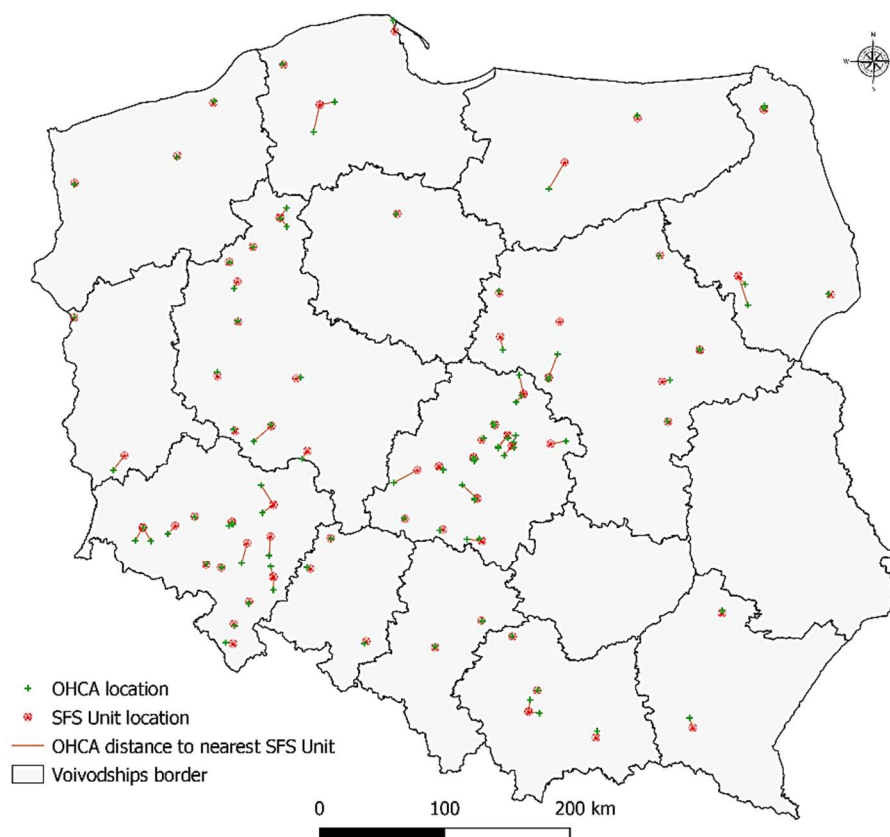 N
W
E
S
OHCA location
SFS Unit location
OHCA distance to nearest SFS Unit
Voivodships border
0 100 200 km